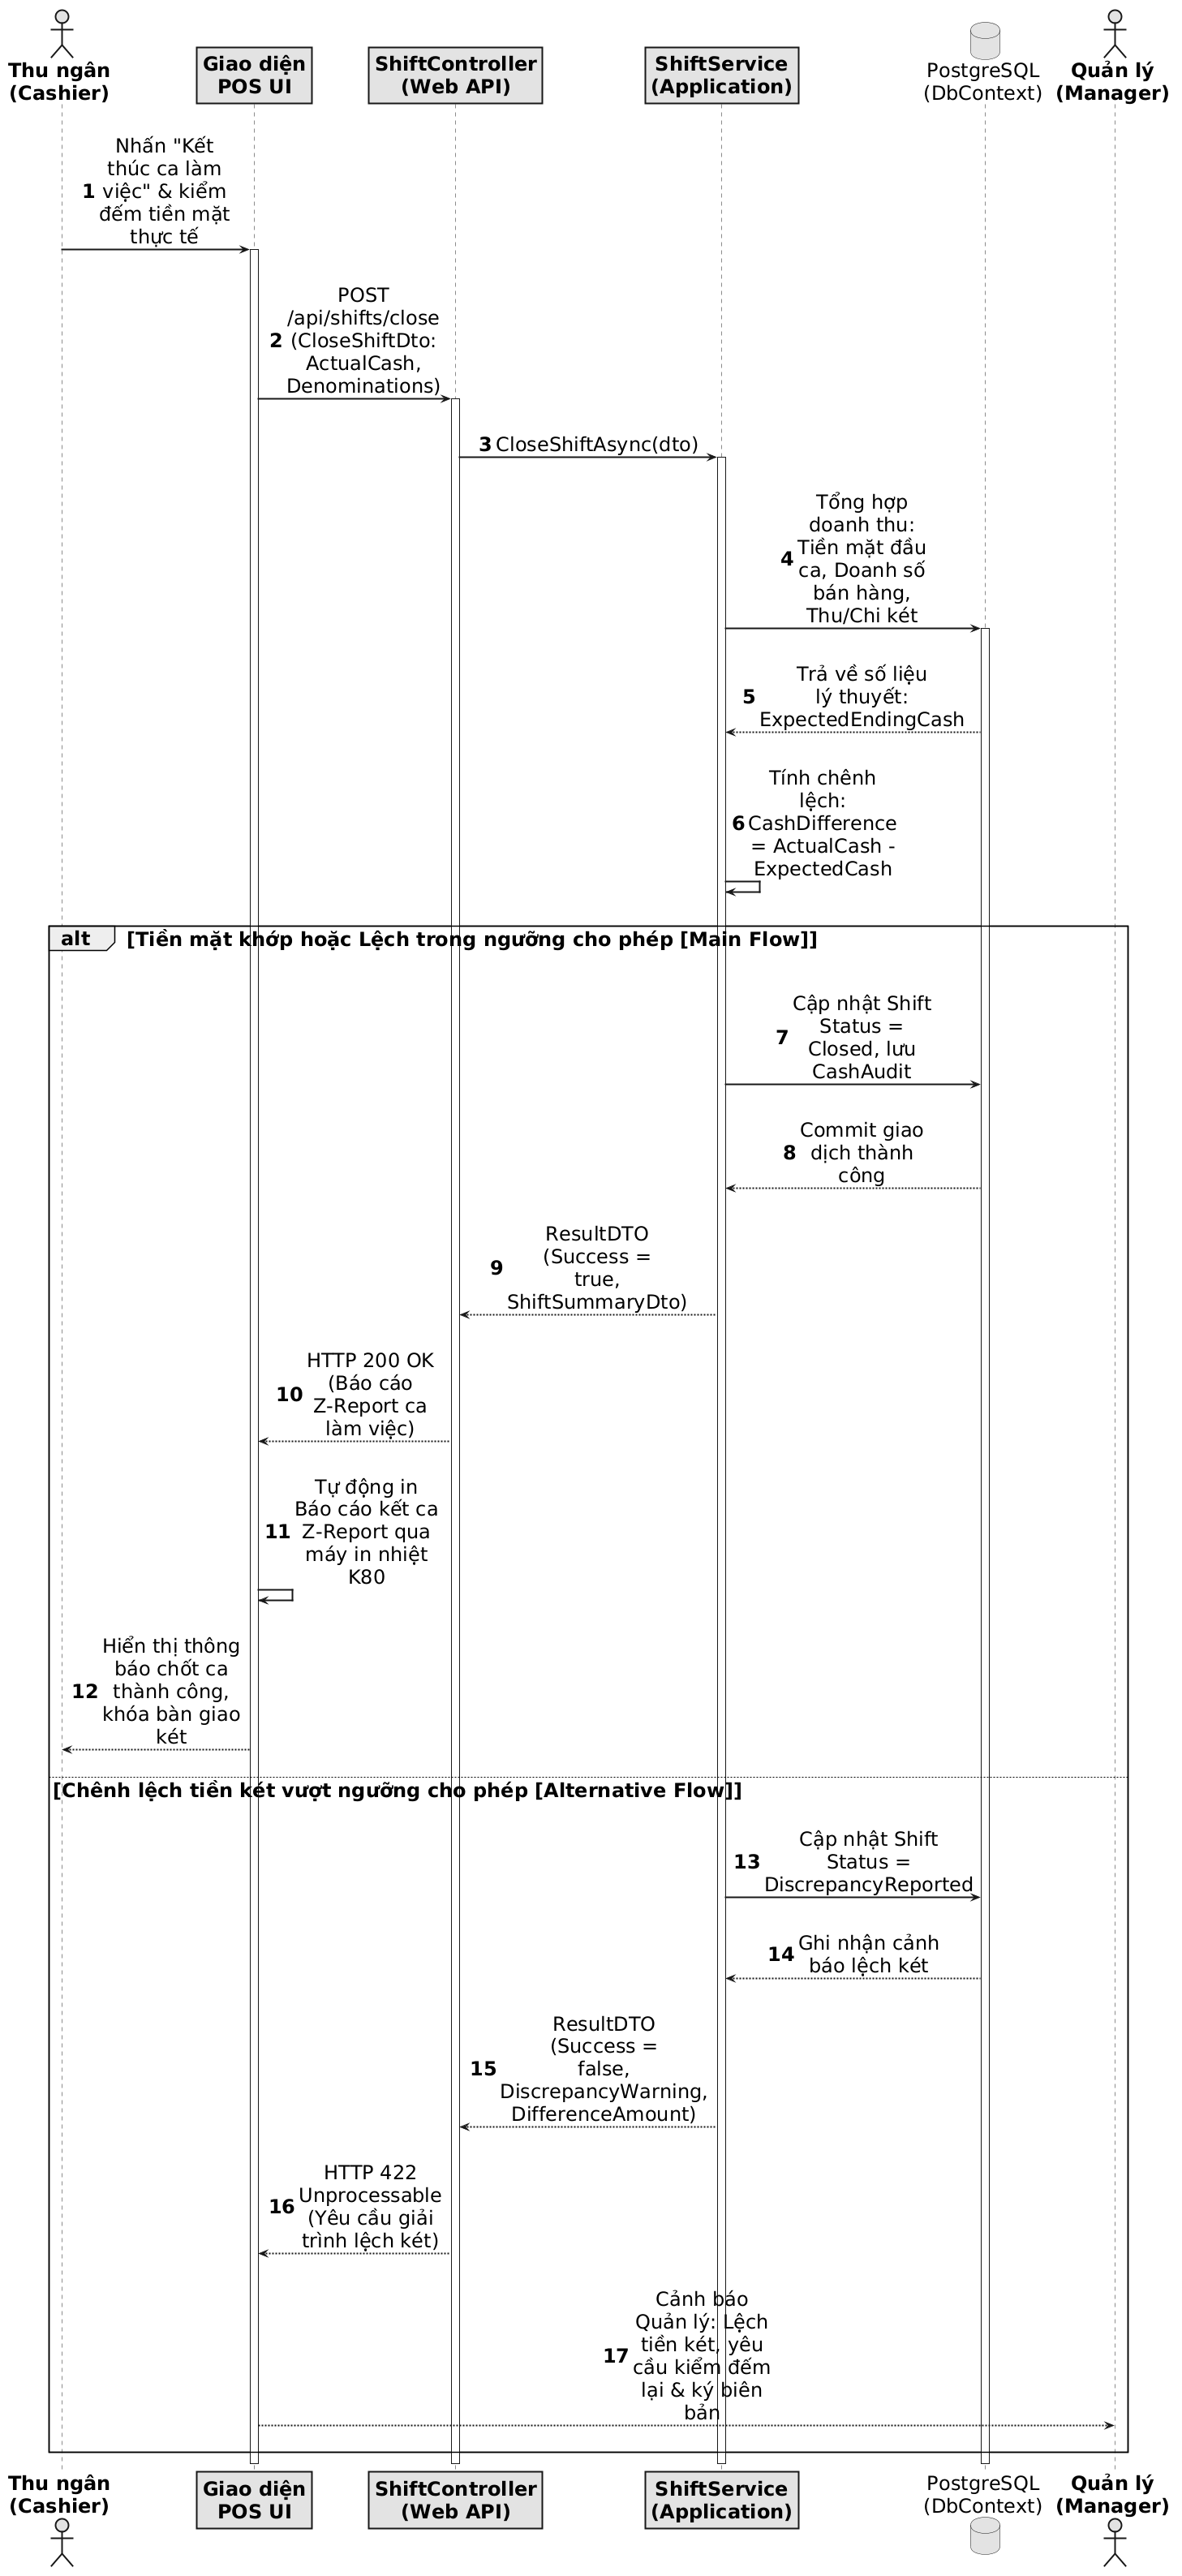 Thu ngân
(Cashier)
Giao diện
POS UI
ShiftController
(Web API)
ShiftService
(Application)
PostgreSQL
(DbContext)
Quản lý
(Manager)
Nhấn "Kết
thúc ca làm
1 việc" & kiểm
đếm tiền mặt
thực tế
POST
/api/shifts/close
2 (CloseShiftDto:
ActualCash,
Denominations)
3 CloseShiftAsync(dto)
Tổng hợp
doanh thu:
4 Tiền mặt đầu
ca, Doanh số
bán hàng,
Thu/Chi két
Trả về số liệu
5 lý thuyết:
ExpectedEndingCash
Tính chênh
lệch:
6 CashDifference
= ActualCash -
ExpectedCash
alt [Tiền mặt khớp hoặc Lệch trong ngưỡng cho phép [Main Flow]]
Cập nhật Shift
7 Status =
Closed, lưu
CashAudit
Commit giao
8 dịch thành
công
ResultDTO
(Success =
9 true,
ShiftSummaryDto)
HTTP 200 OK
10 (Báo cáo
Z-Report ca
làm việc)
Tự động in
Báo cáo kết ca
11 Z-Report qua
máy in nhiệt
K80
Hiển thị thông
báo chốt ca
12 thành công,
khóa bàn giao
két
[Chênh lệch tiền két vượt ngưỡng cho phép [Alternative Flow]]
Cập nhật Shift
13 Status =
DiscrepancyReported
14 Ghi nhận cảnh
báo lệch két
ResultDTO
(Success =
15 false,
DiscrepancyWarning,
DifferenceAmount)
HTTP 422
16 Unprocessable
(Yêu cầu giải
trình lệch két)
Cảnh báo
Quản lý: Lệch
tiền két, yêu
17 cầu kiểm đếm
lại & ký biên
bản
Thu ngân
(Cashier)
Giao diện
POS UI
ShiftController
(Web API)
ShiftService
(Application)
PostgreSQL
(DbContext)
Quản lý
(Manager)